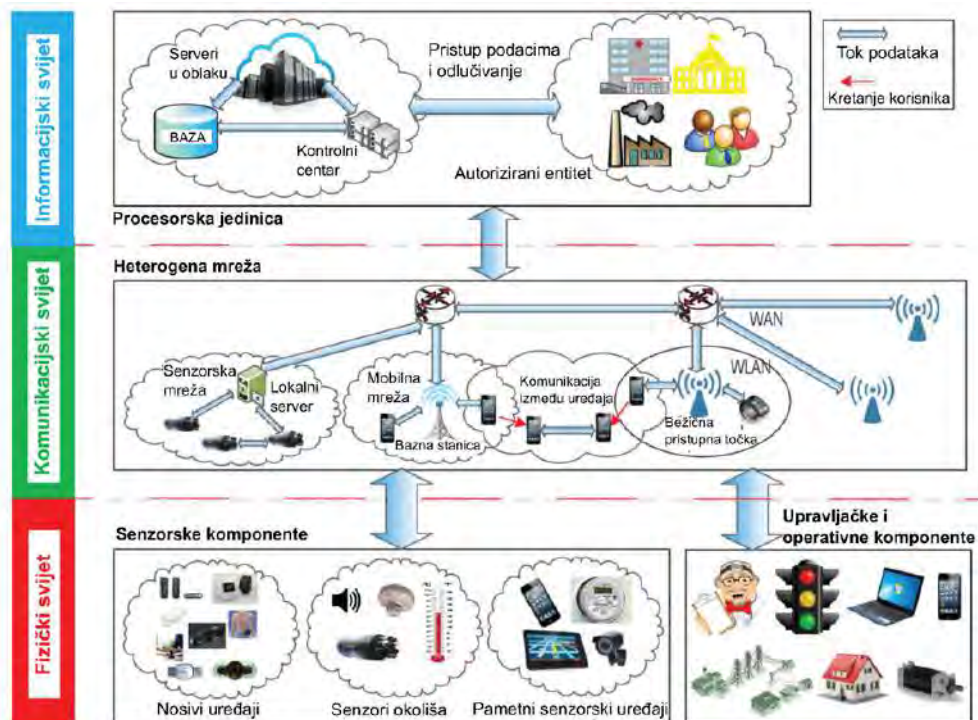 Informacijski svijet
Serveri
u oblaku
BAZA
Kontrolni
centar
Pristup podacima
i odlučivanje
Autorizirani entitet
Procesorska jedinica
Tok podataka
Kretanje korisnika
Komunikacijski svijet
Heterogena mreža
Senzorska
mreža
Lokalni
server
Mobilna
mreža
Bazna stanica
Komunikacija
između uređaja
WAN
WLAN
Bežična
pristupna točka
Fizički svijet
Senzorske komponente
Nosivi uređaji
Senzori okoliša
Pametni senzorski uređaji
Upravljačke i
operativne komponente